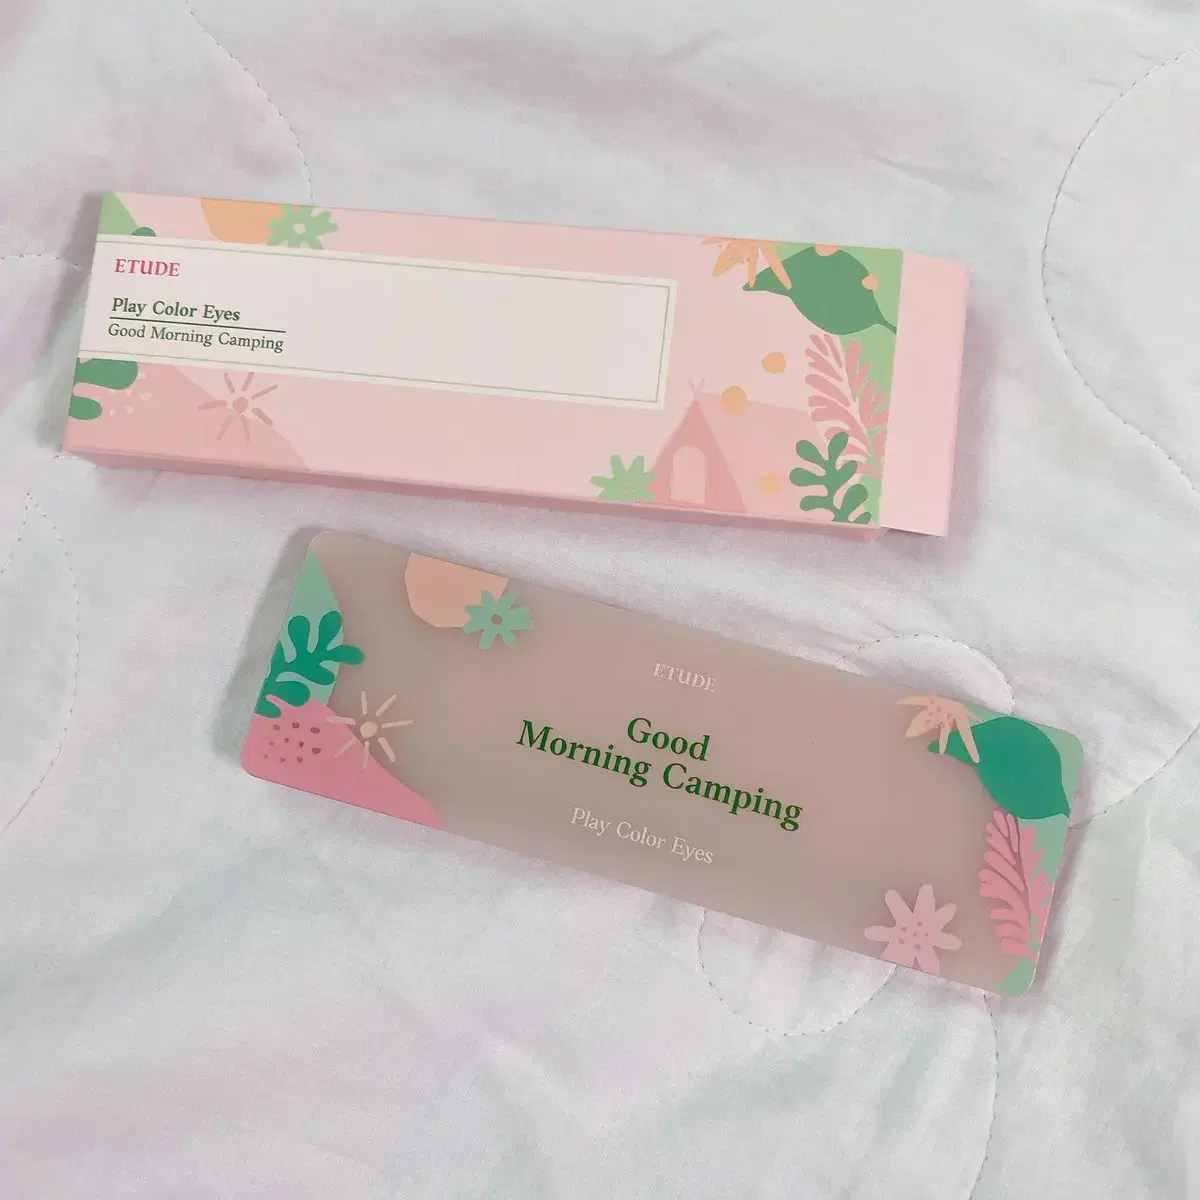 ETUDE
Play Color Eyes
Good Morning Camping
ETUDE
Good
Morning Camping
Play Color Eyes